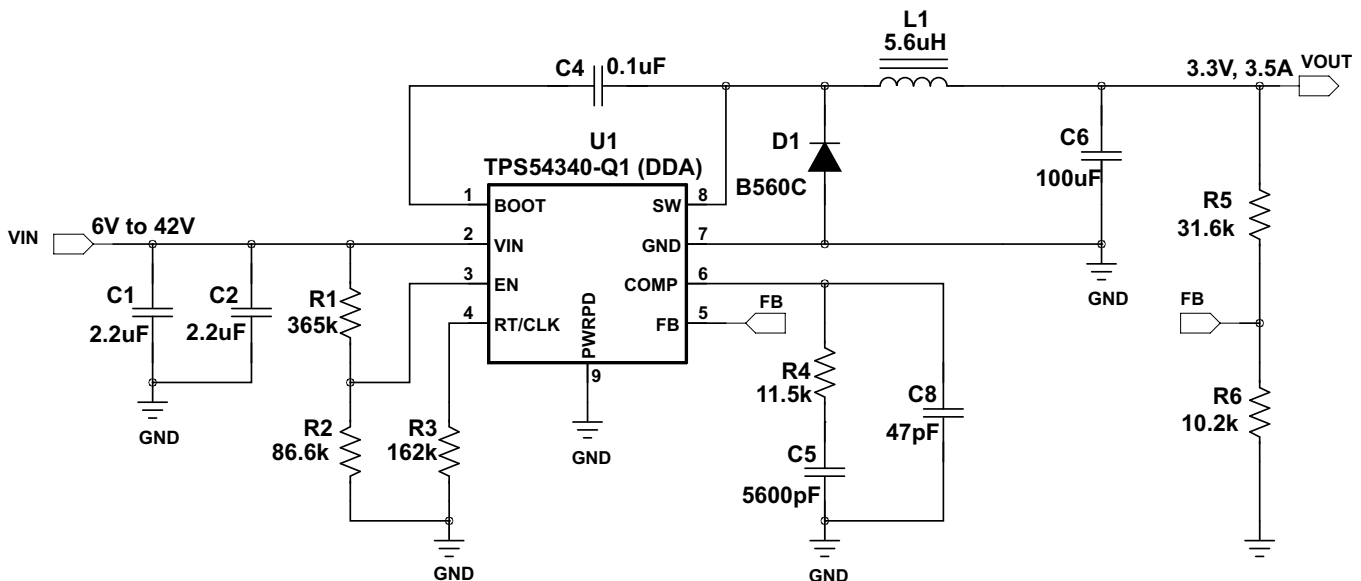 L1
5.6uH
C4
0.1uF
3.3V, 3.5A
VOUT
U1
TPS54340-Q1 (DDA)
D1
B560C
C6
100uF
1
BOOT
SW
8
R5
31.6k
VIN
6V to 42V
2
VIN
GND
7
GND
3
EN
COMP
6
C1
2.2uF
C2
2.2uF
R1
365k
4
RT/CLK
FB
5
FB
FB
PWRPD
9
R4
11.5k
C8
47pF
R6
10.2k
GND
R2
86.6k
R3
162k
GND
C5
5600pF
GND
GND